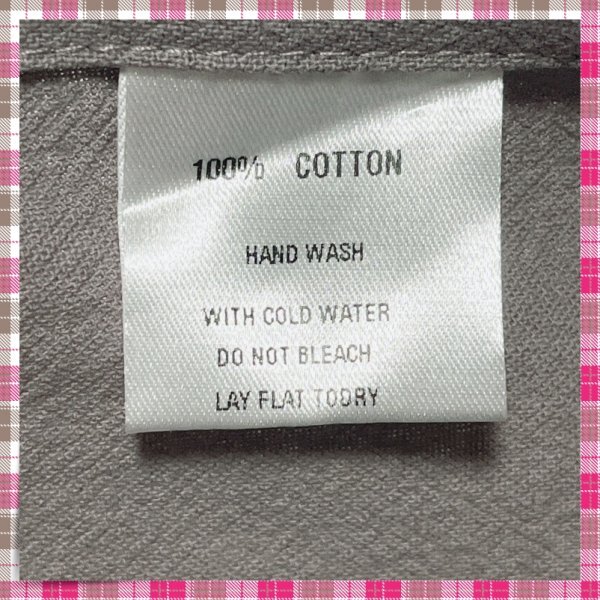 100% COTTON
HAND WASH
WITH COLD WATER
DO NOT BLEACH
LAY FLAT TODRY